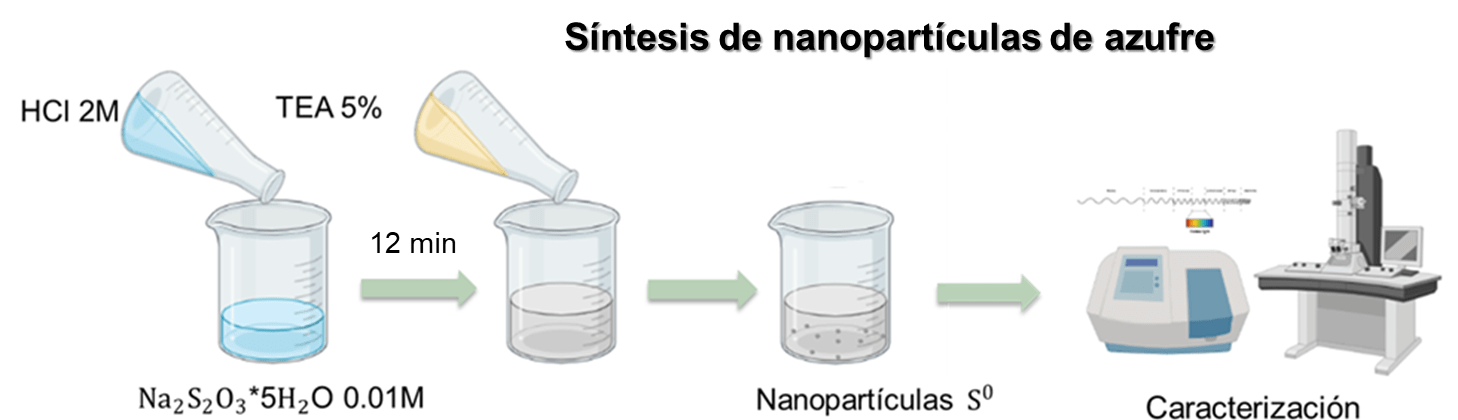 Síntesis de nanopartículas de azufre
HCl 2M
TEA 5%
12 min
Na₂S₂O₃*5H₂O 0.01M
Nanopartículas S⁰
Caracterización